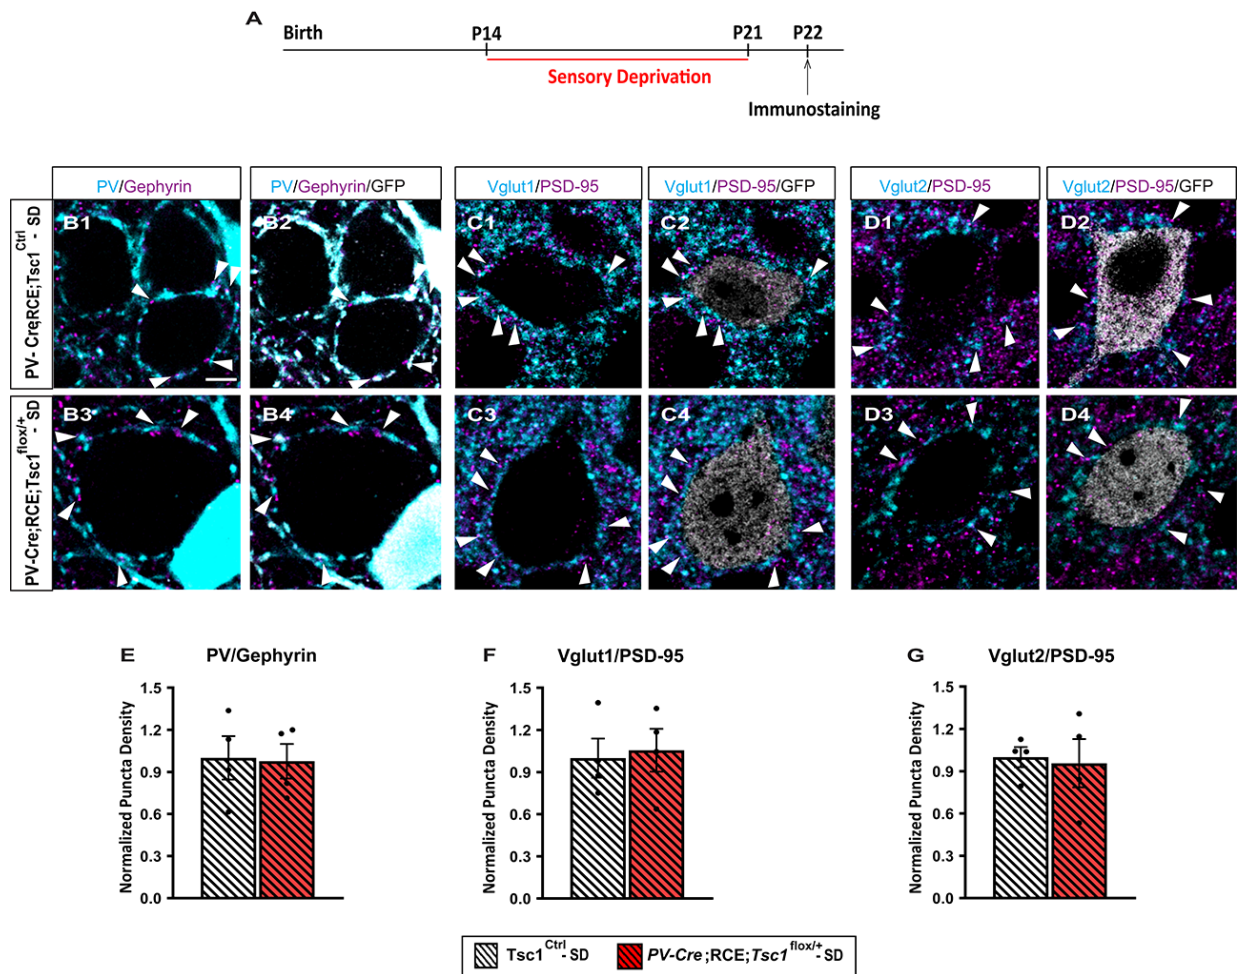 A
Birth P14 P21 P22
Sensory Deprivation
Immunostaining
PV/Gephyrin PV/Gephyrin/GFP Vglut1/PSD-95 Vglut1/PSD-95/GFP Vglut2/PSD-95 Vglut2/PSD-95/GFP
PV- Cre;RCE;Tsc1Ctrl - SD
B1 B2 C1 C2 D1 D2
PV-Cre;RCE;Tsc1flox/+ - SD
B3 B4 C3 C4 D3 D4
E PV/Gephyrin
Normalized Puncta Density
1.5
1.2
0.9
0.6
0.3
0.0
F Vglut1/PSD-95
Normalized Puncta Density
1.5
1.2
0.9
0.6
0.3
0.0
G Vglut2/PSD-95
Normalized Puncta Density
1.5
1.2
0.9
0.6
0.3
0.0
Tsc1Ctrl- SD PV-Cre;RCE;Tsc1flox/+- SD